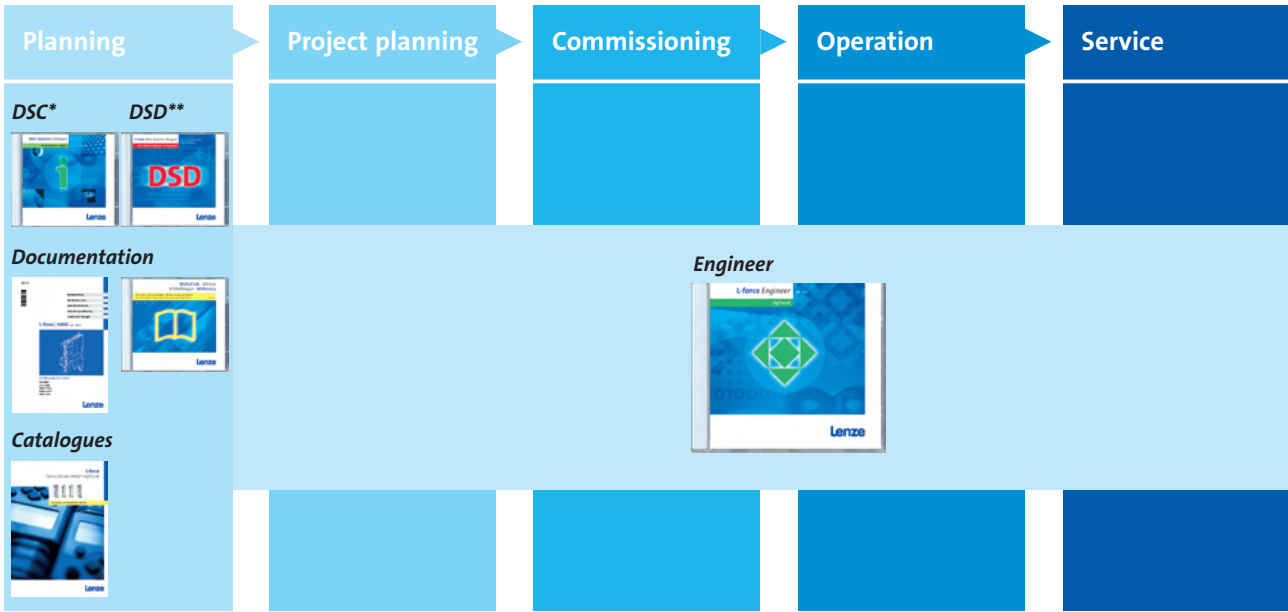 Planning
Project planning
Commissioning
Operation
Service
DSC*
DSD**
DSD
Lenze
Lenze
Documentation
Lenze
Lenze
Engineer
L-force Engineer
Lenze
Catalogues
L-force
Lenze